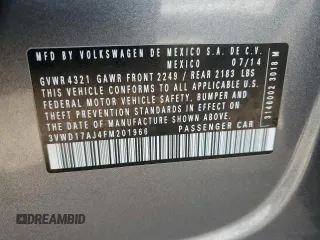 MFD. BY VOLKSWAGEN DE MEXICO S.A. DE C.V.
MEXICO 07/14
GVWR 4321 GAWR FRONT 2249 / REAR 2183 LBS
THIS VEHICLE CONFORMS TO ALL APPLICABLE U.S.
FEDERAL MOTOR VEHICLE SAFETY, BUMPER AND
THEFT PREVENTION STANDARDS IN EFFECT ON THE
DATE OF MANUFACTURE SHOWN ABOVE
3VWD17AJ4FM201966 PASSENGER CAR
3146002 3018 M
DREAMBID